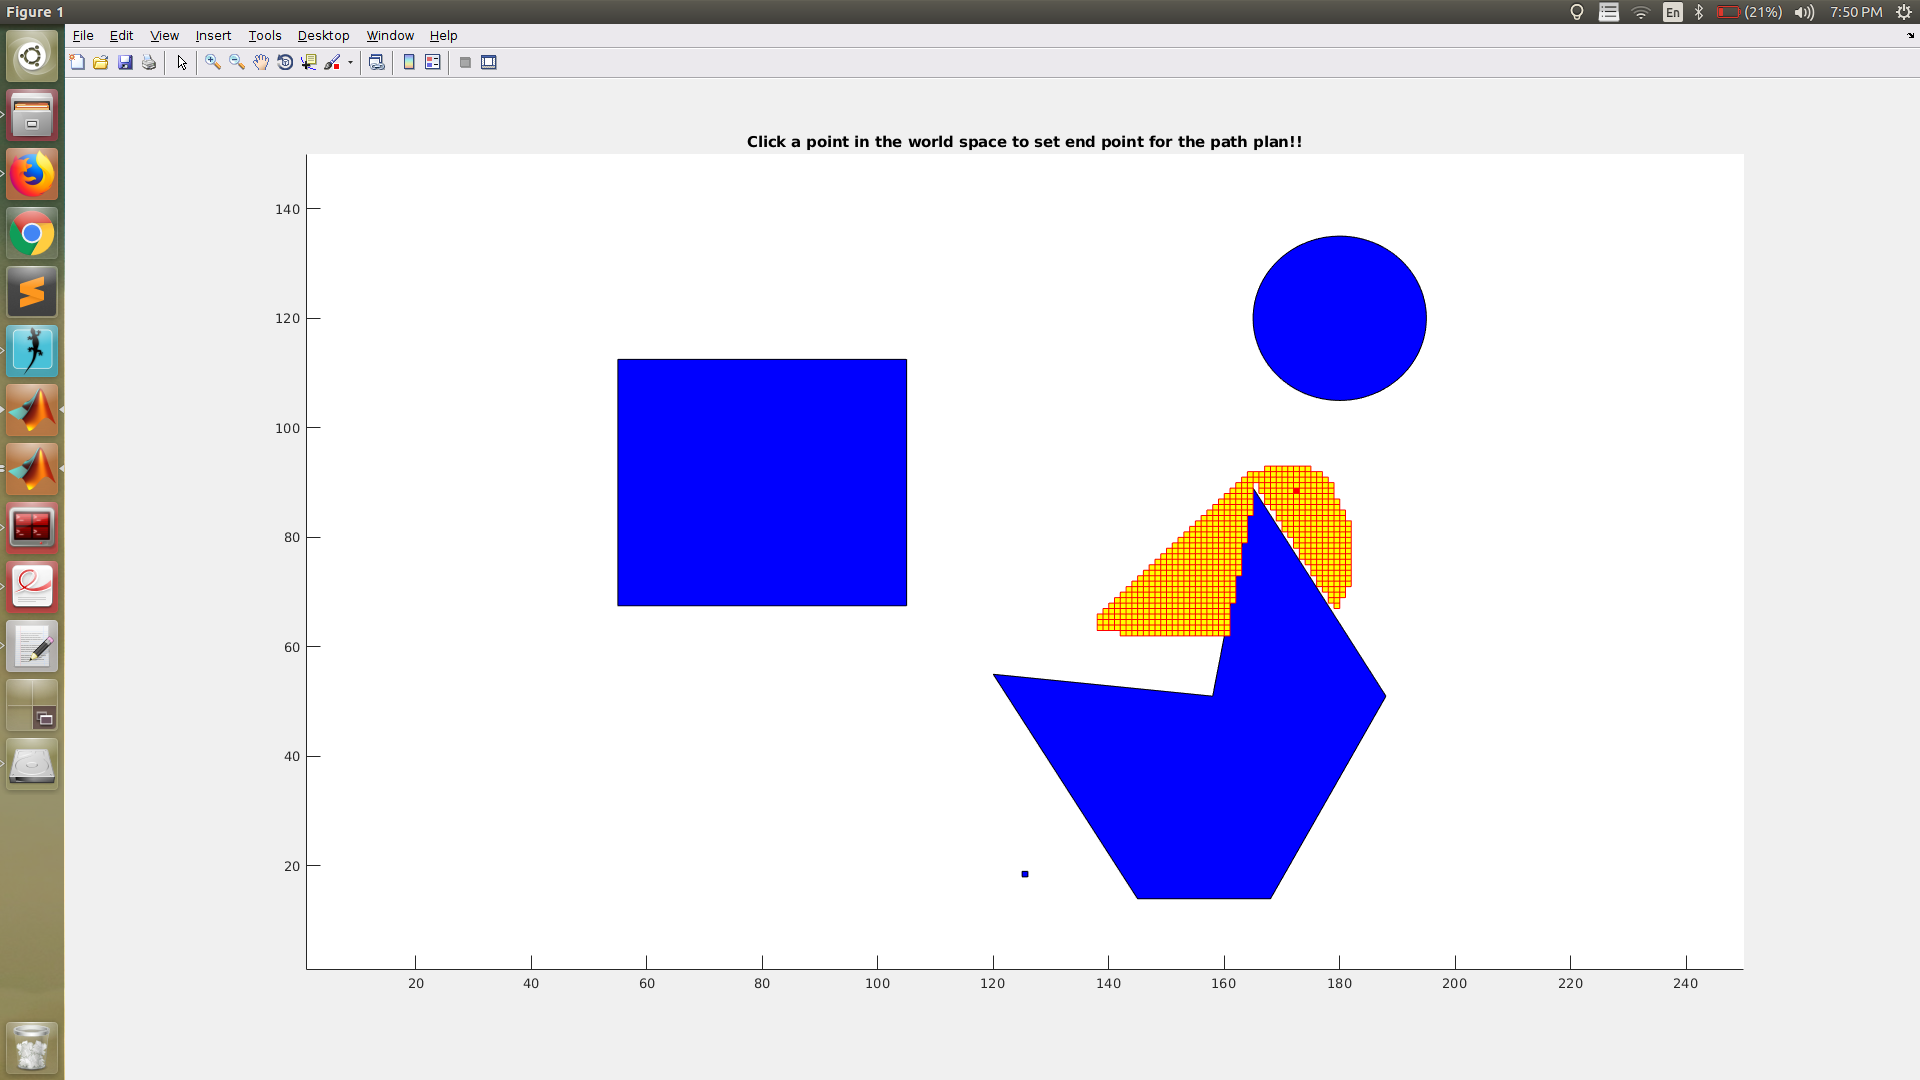 Figure 1
En
(21%)
7:50 PM
File Edit View Insert Tools Desktop Window Help
Click a point in the world space to set end point for the path plan!!
140
120
100
80
60
40
20
20 40 60 80 100 120 140 160 180 200 220 240